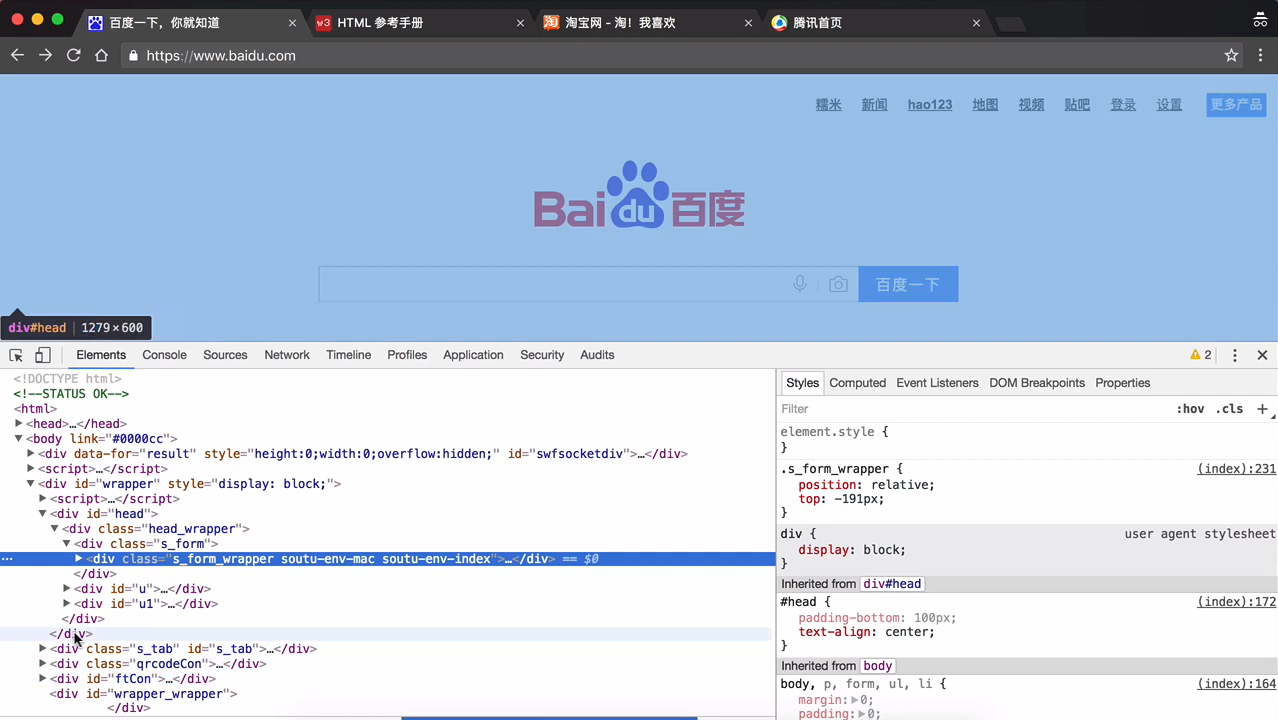 百度一下，你就知道
HTML 参考手册
淘宝网 - 淘！我喜欢
腾讯首页
https://www.baidu.com
糯米 新闻 hao123 地图 视频 贴吧 登录 设置 更多产品
Bai du 百度
百度一下
div#head 1279 × 600
Elements Console Sources Network Timeline Profiles Application Security Audits 2
<!DOCTYPE html>
<!--STATUS OK-->
<html>
<head>…</head>
<body link="#0000cc">
<div data-for="result" style="height:0;width:0;overflow:hidden;" id="swfsocketdiv">…</div>
<script>…</script>
<div id="wrapper" style="display: block;">
<script>…</script>
<div id="head">
<div class="head_wrapper">
<div class="s_form">
… <div class="s_form_wrapper soutu-env-mac soutu-env-index">…</div> == $0
</div>
<div id="u">…</div>
<div id="u1">…</div>
</div>
</div>
<div class="s_tab" id="s_tab">…</div>
<div class="qrcodeCon">…</div>
<div id="ftCon">…</div>
<div id="wrapper_wrapper">
</div>
Styles Computed Event Listeners DOM Breakpoints Properties
Filter :hov .cls +
element.style {
}
.s_form_wrapper { (index):231
position: relative;
top: -191px;
}
div { user agent stylesheet
display: block;
}
Inherited from div#head
#head { (index):172
padding-bottom: 100px;
text-align: center;
}
Inherited from body
body, p, form, ul, li { (index):164
margin: 0;
padding: 0;